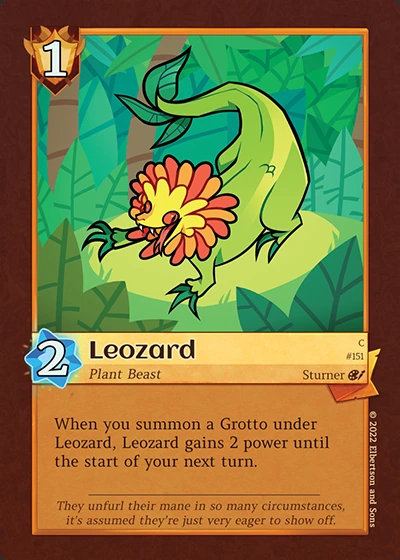 1
2
Leozard
C
#151
Plant Beast
Sturner
When you summon a Grotto under
Leozard, Leozard gains 2 power until
the start of your next turn.
They unfurl their mane in so many circumstances,
it's assumed they're just very eager to show off.
© 2022 Elbertson and Sons